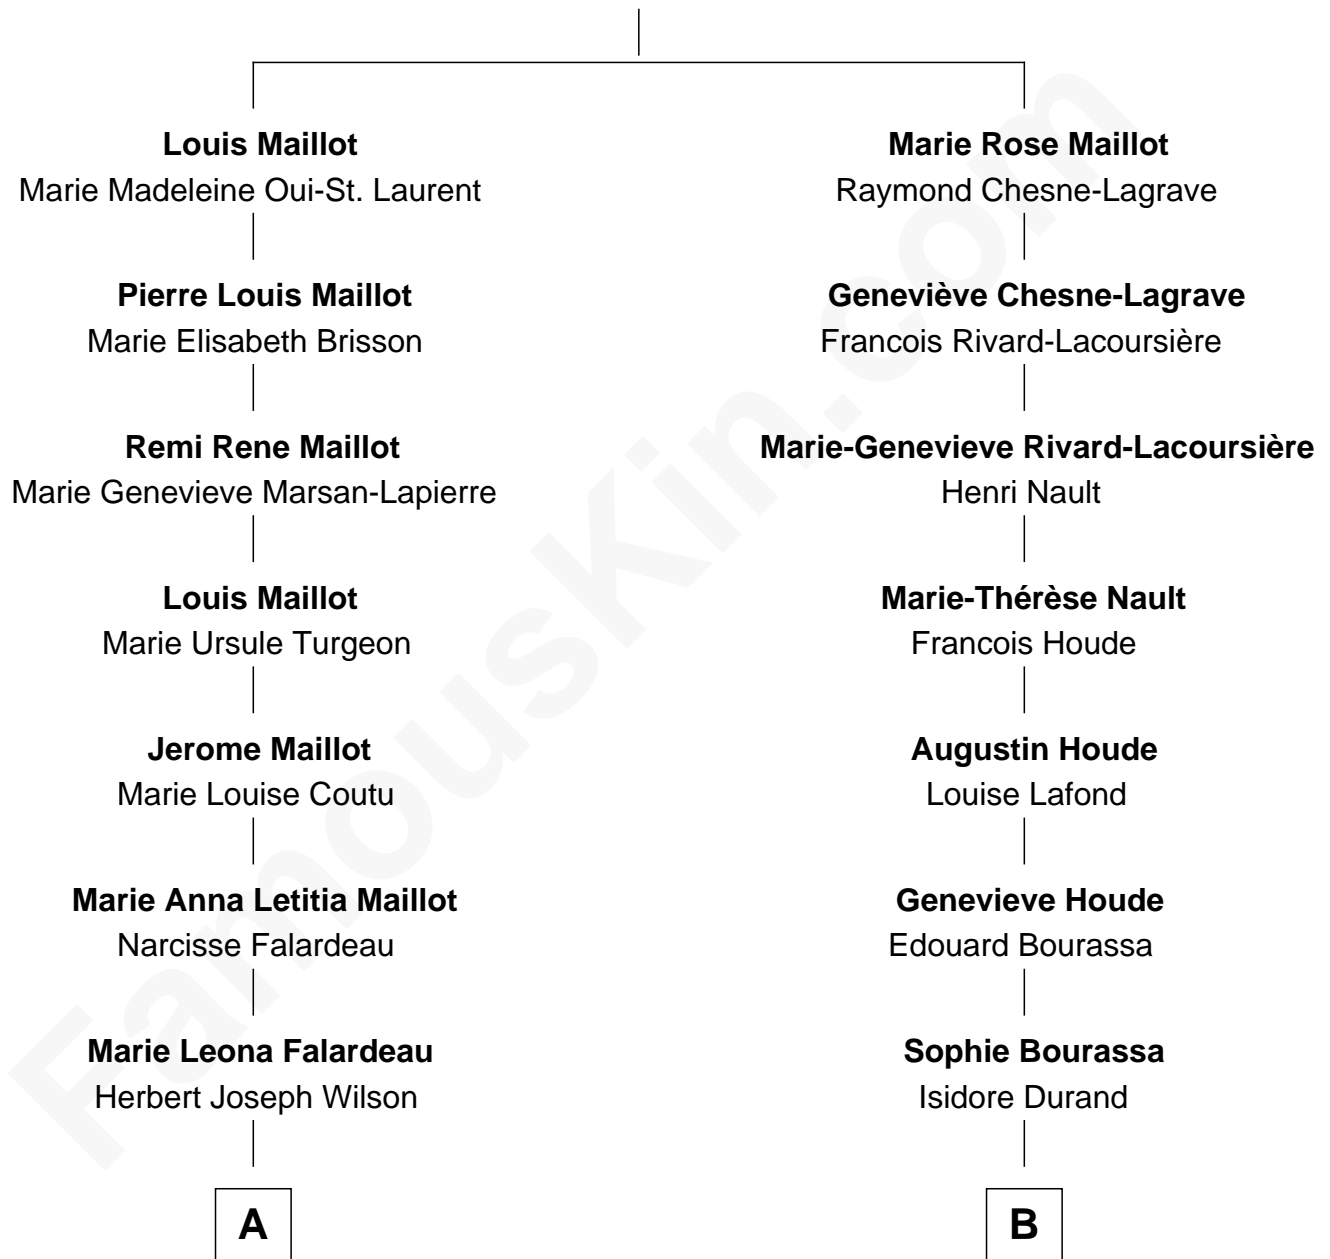 Louis Maillot
Marie Madeleine Oui-St. Laurent
Pierre Louis Maillot
Marie Elisabeth Brisson
Remi Rene Maillot
Marie Genevieve Marsan-Lapierre
Louis Maillot
Marie Ursule Turgeon
Jerome Maillot
Marie Louise Coutu
Marie Anna Letitia Maillot
Narcisse Falardeau
Marie Leona Falardeau
Herbert Joseph Wilson
A
Marie Rose Maillot
Raymond Chesne-Lagrave
Geneviève Chesne-Lagrave
Francois Rivard-Lacoursière
Marie-Genevieve Rivard-Lacoursière
Henri Nault
Marie-Thérèse Nault
Francois Houde
Augustin Houde
Louise Lafond
Genevieve Houde
Edouard Bourassa
Sophie Bourassa
Isidore Durand
B
FamousKin.com